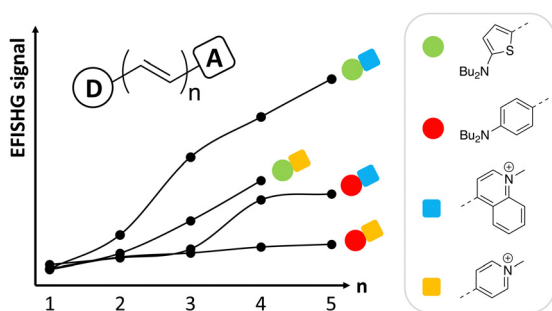 EFISHG signal
D
A
n
1 2 3 4 5
n
S
Bu₂N
Bu₂N
N⊕
N⊕